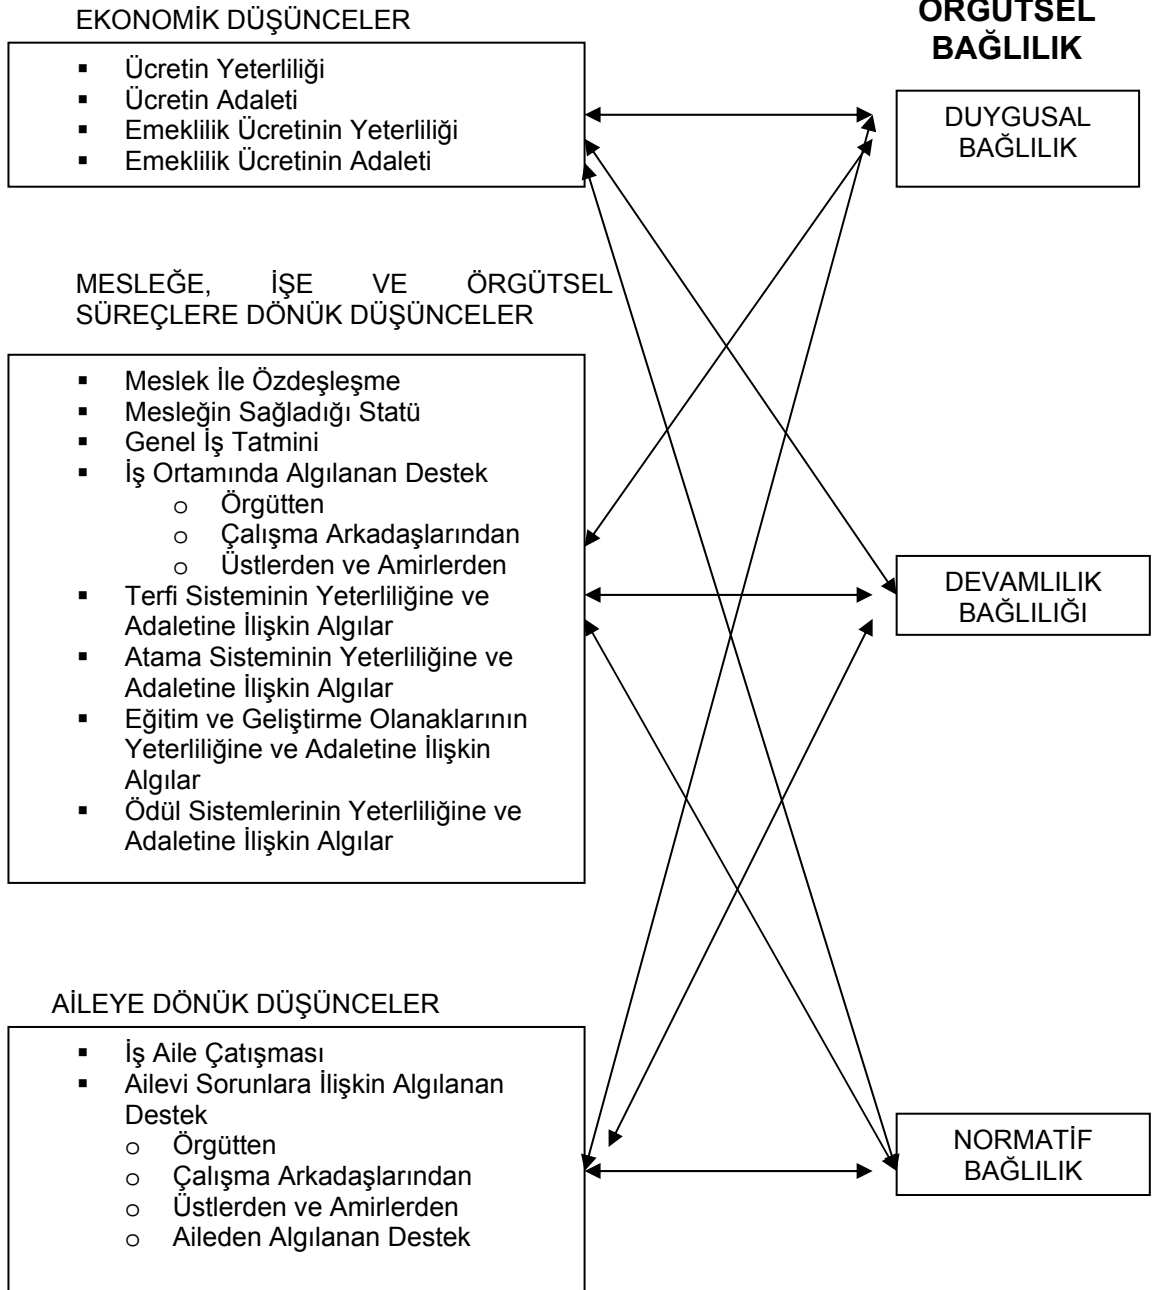 EKONOMİK DÜŞÜNCELER
▪ Ücretin Yeterliliği
▪ Ücretin Adaleti
▪ Emeklilik Ücretinin Yeterliliği
▪ Emeklilik Ücretinin Adaleti
MESLEĞE, İŞE VE ÖRGÜTSEL
SÜREÇLERE DÖNÜK DÜŞÜNCELER
▪ Meslek İle Özdeşleşme
▪ Mesleğin Sağladığı Statü
▪ Genel İş Tatmini
▪ İş Ortamında Algılanan Destek
o Örgütten
o Çalışma Arkadaşlarından
o Üstlerden ve Amirlerden
▪ Terfi Sisteminin Yeterliliğine ve
Adaletine İlişkin Algılar
▪ Atama Sisteminin Yeterliliğine ve
Adaletine İlişkin Algılar
▪ Eğitim ve Geliştirme Olanaklarının
Yeterliliğine ve Adaletine İlişkin
Algılar
▪ Ödül Sistemlerinin Yeterliliğine ve
Adaletine İlişkin Algılar
AİLEYE DÖNÜK DÜŞÜNCELER
▪ İş Aile Çatışması
▪ Ailevi Sorunlara İlişkin Algılanan
Destek
o Örgütten
o Çalışma Arkadaşlarından
o Üstlerden ve Amirlerden
o Aileden Algılanan Destek
ÖRGÜTSEL
BAĞLILIK
DUYGUSAL
BAĞLILIK
DEVAMLILIK
BAĞLILIĞI
NORMATİF
BAĞLILIK